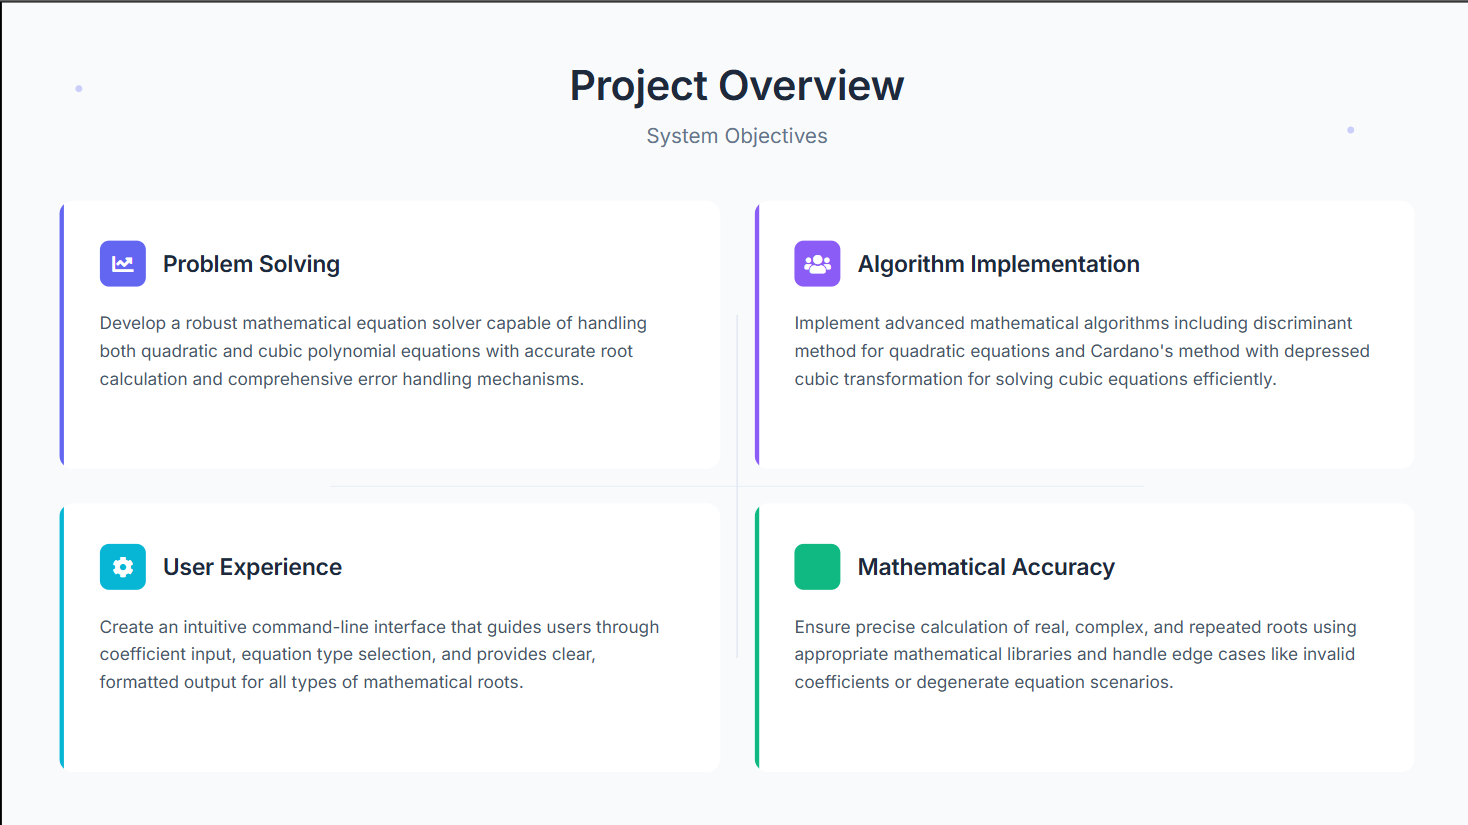 Project Overview
System Objectives
Problem Solving
Develop a robust mathematical equation solver capable of handling
both quadratic and cubic polynomial equations with accurate root
calculation and comprehensive error handling mechanisms.
Algorithm Implementation
Implement advanced mathematical algorithms including discriminant
method for quadratic equations and Cardano's method with depressed
cubic transformation for solving cubic equations efficiently.
User Experience
Create an intuitive command-line interface that guides users through
coefficient input, equation type selection, and provides clear,
formatted output for all types of mathematical roots.
Mathematical Accuracy
Ensure precise calculation of real, complex, and repeated roots using
appropriate mathematical libraries and handle edge cases like invalid
coefficients or degenerate equation scenarios.